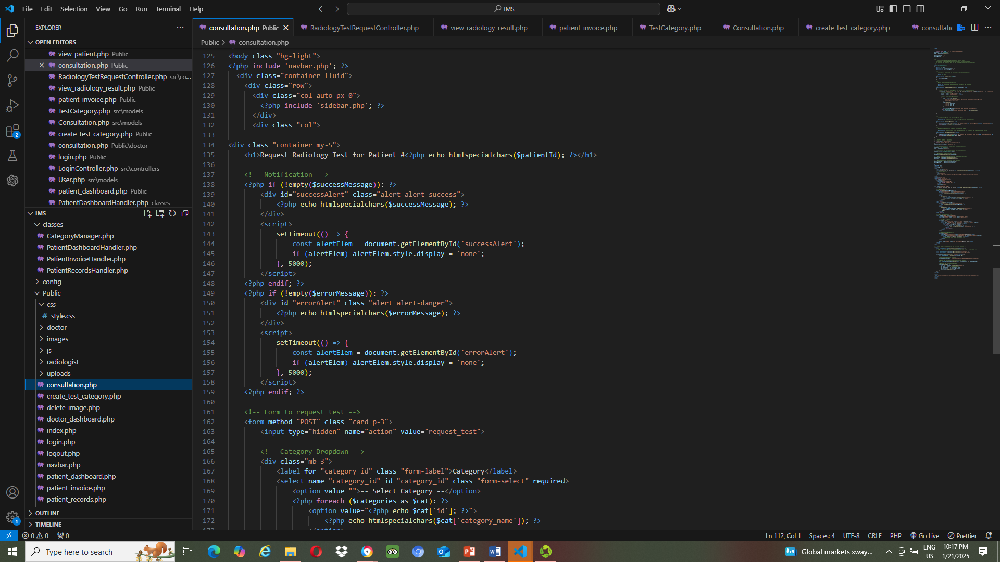 File Edit Selection View Go Run Terminal Help
IMS
EXPLORER
OPEN EDITORS
view_patient.php Public
consultation.php Public
RadiologyTestRequestController.php src\co...
view_radiology_result.php Public
patient_invoice.php Public
TestCategory.php src\models
Consultation.php src\models
create_test_category.php Public
consultation.php Public\doctor
login.php Public
LoginController.php src\controllers
User.php src\models
patient_dashboard.php Public
PatientDashboardHandler.php classes
IMS
classes
CategoryManager.php
PatientDashboardHandler.php
PatientInvoiceHandler.php
PatientRecordsHandler.php
config
Public
css
# style.css
doctor
images
js
radiologist
uploads
consultation.php
create_test_category.php
delete_image.php
doctor_dashboard.php
index.php
login.php
logout.php
navbar.php
patient_dashboard.php
patient_invoice.php
patient_records.php
OUTLINE
TIMELINE
2
1
consultation.php Public
RadiologyTestRequestController.php
view_radiology_result.php
patient_invoice.php
TestCategory.php
Consultation.php
create_test_category.php
consultatic
Public > consultation.php
125 <body class="bg-light">
126 <?php include 'navbar.php'; ?>
127 <div class="container-fluid">
128 <div class="row">
129 <div class="col-auto px-0">
130 <?php include 'sidebar.php'; ?>
131 </div>
132 <div class="col">
133
134 <div class="container my-5">
135 <h1>Request Radiology Test for Patient #<?php echo htmlspecialchars($patientId); ?></h1>
136
137 <!-- Notification -->
138 <?php if (!empty($successMessage)): ?>
139 <div id="successAlert" class="alert alert-success">
140 <?php echo htmlspecialchars($successMessage); ?>
141 </div>
142 <script>
143 setTimeout(() => {
144 const alertElem = document.getElementById('successAlert');
145 if (alertElem) alertElem.style.display = 'none';
146 }, 5000);
147 </script>
148 <?php endif; ?>
149 <?php if (!empty($errorMessage)): ?>
150 <div id="errorAlert" class="alert alert-danger">
151 <?php echo htmlspecialchars($errorMessage); ?>
152 </div>
153 <script>
154 setTimeout(() => {
155 const alertElem = document.getElementById('errorAlert');
156 if (alertElem) alertElem.style.display = 'none';
157 }, 5000);
158 </script>
159 <?php endif; ?>
160
161 <!-- Form to request test -->
162 <form method="POST" class="card p-3">
163 <input type="hidden" name="action" value="request_test">
164
165 <!-- Category Dropdown -->
166 <div class="mb-3">
167 <label for="category_id" class="form-label">Category</label>
168 <select name="category_id" id="category_id" class="form-select" required>
169 <option value="">-- Select Category --</option>
170 <?php foreach ($categories as $cat): ?>
171 <option value="<?php echo $cat['id']; ?>">
172 <?php echo htmlspecialchars($cat['category_name']); ?>
0 0 0
Ln 112, Col 1 Spaces: 4 UTF-8 CRLF PHP Go Live Prettier
Type here to search
Global markets sway...
ENG
US
10:17 PM
1/21/2025